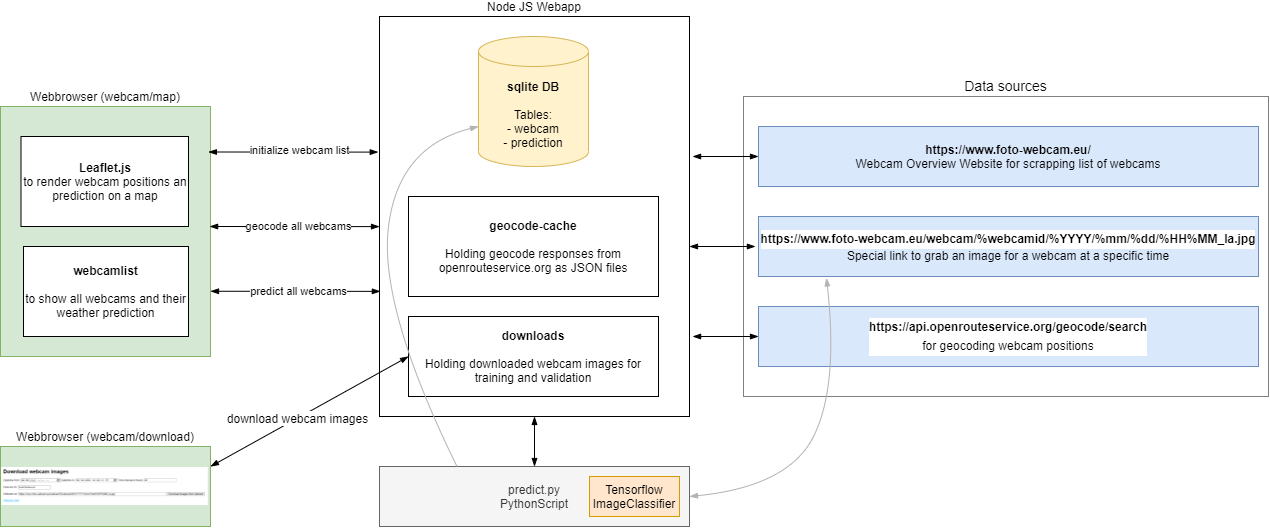 Node JS Webapp
sqlite DB
Tables:
- webcam
- prediction
Webbrowser (webcam/map)
Leaflet.js
to render webcam positions an
prediction on a map
webcamlist
to show all webcams and their
weather prediction
initialize webcam list
geocode all webcams
predict all webcams
geocode-cache
Holding geocode responses from
openrouteservice.org as JSON files
downloads
Holding downloaded webcam images for
training and validation
Data sources
https://www.foto-webcam.eu/
Webcam Overview Website for scrapping list of webcams
https://www.foto-webcam.eu/webcam/%webcamid/%YYYY/%mm/%dd/%HH%MM_la.jpg
Special link to grab an image for a webcam at a specific time
https://api.openrouteservice.org/geocode/search
for geocoding webcam positions
download webcam images
Webbrowser (webcam/download)
Download webcam images
predict.py
PythonScript
Tensorflow
ImageClassifier